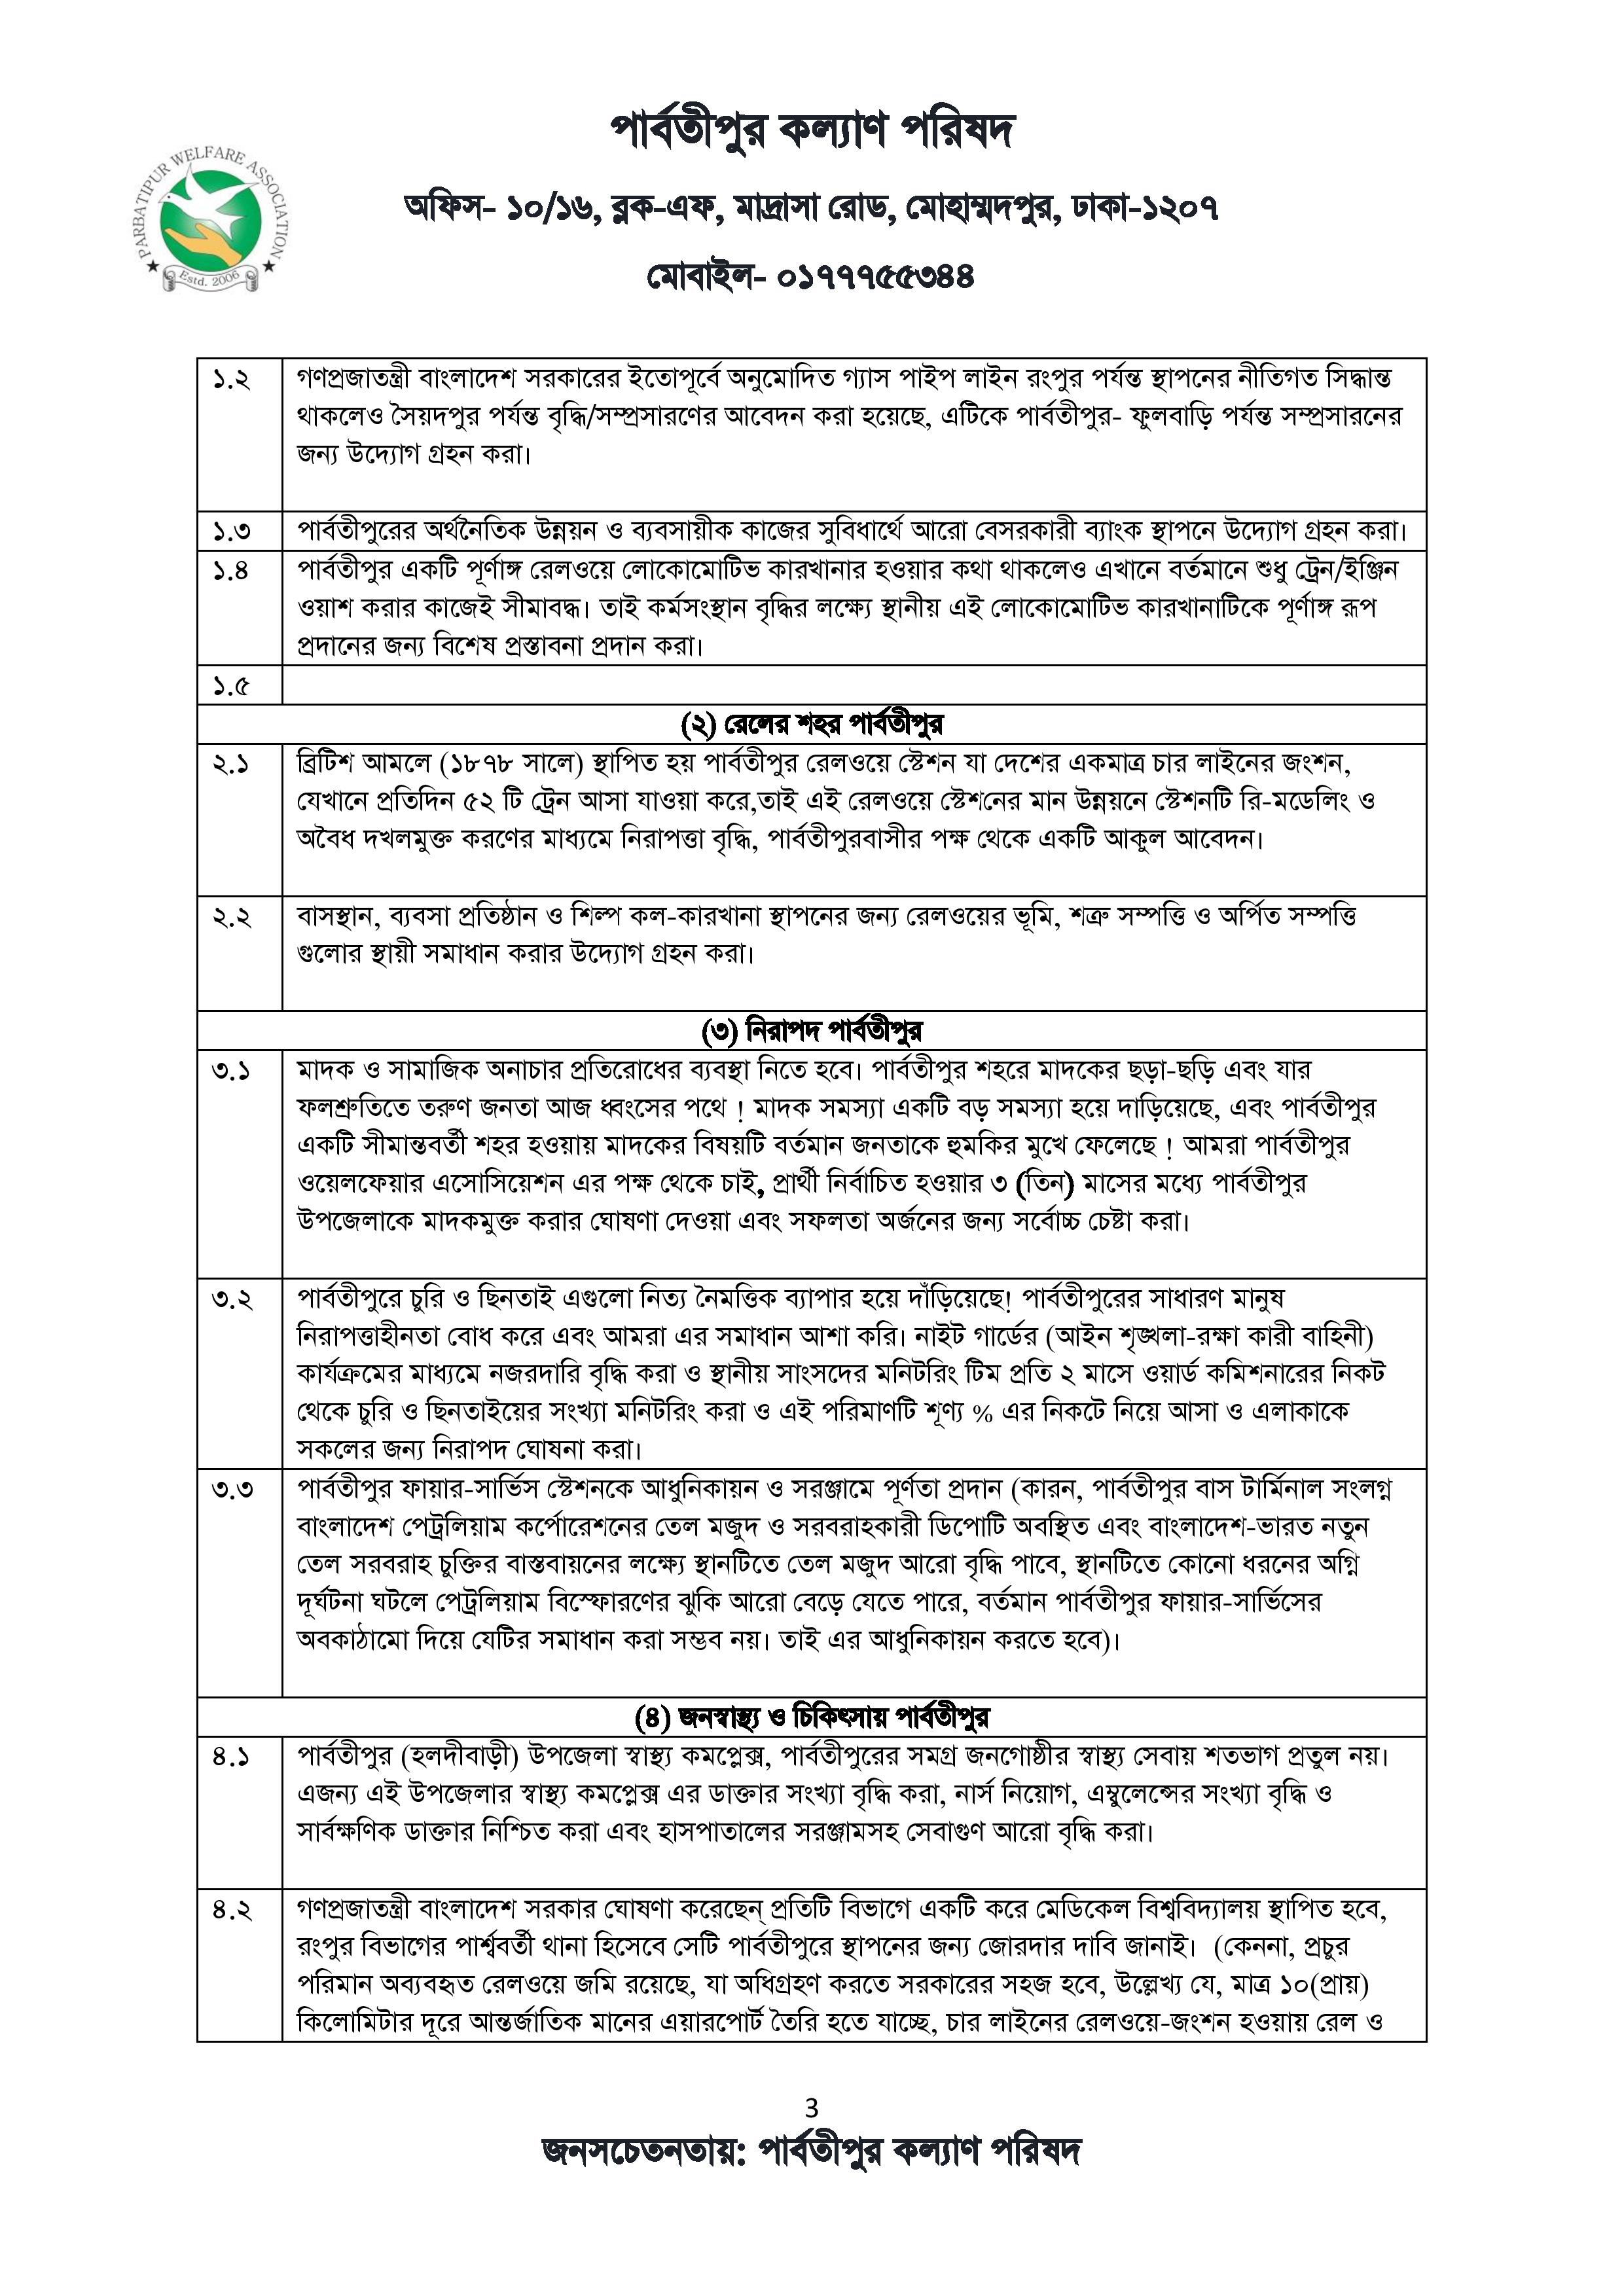 পার্বতীপুর কল্যাণ পরিষদ
PARBATIPUR WELFARE ASSOCIATION
Estd. 2006
অফিস- ১০/১৬, ব্লক-এফ, মাদ্রাসা রোড, মোহাম্মদপুর, ঢাকা-১২০৭
মোবাইল- ০১৭৭৭৫৫৩৪৪
১.২ গণপ্রজাতন্ত্রী বাংলাদেশ সরকারের ইতোপূর্বে অনুমোদিত গ্যাস পাইপ লাইন রংপুর পর্যন্ত স্থাপনের নীতিগত সিদ্ধান্ত
থাকলেও সৈয়দপুর পর্যন্ত বৃদ্ধি/সম্প্রসারণের আবেদন করা হয়েছে, এটিকে পার্বতীপুর- ফুলবাড়ি পর্যন্ত সম্প্রসারনের
জন্য উদ্যোগ গ্রহন করা।
১.৩ পার্বতীপুরের অর্থনৈতিক উন্নয়ন ও ব্যবসায়ীক কাজের সুবিধার্থে আরো বেসরকারী ব্যাংক স্থাপনে উদ্যোগ গ্রহন করা।
১.৪ পার্বতীপুর একটি পূর্ণাঙ্গ রেলওয়ে লোকোমোটিভ কারখানার হওয়ার কথা থাকলেও এখানে বর্তমানে শুধু ট্রেন/ইঞ্জিন
ওয়াশ করার কাজেই সীমাবদ্ধ। তাই কর্মসংস্থান বৃদ্ধির লক্ষ্যে স্থানীয় এই লোকোমোটিভ কারখানাটিকে পূর্ণাঙ্গ রূপ
প্রদানের জন্য বিশেষ প্রস্তাবনা প্রদান করা।
১.৫
(২) রেলের শহর পার্বতীপুর
২.১ ব্রিটিশ আমলে (১৮৭৮ সালে) স্থাপিত হয় পার্বতীপুর রেলওয়ে স্টেশন যা দেশের একমাত্র চার লাইনের জংশন,
যেখানে প্রতিদিন ৫২ টি ট্রেন আসা যাওয়া করে,তাই এই রেলওয়ে স্টেশনের মান উন্নয়নে স্টেশনটি রি-মডেলিং ও
অবৈধ দখলমুক্ত করণের মাধ্যমে নিরাপত্তা বৃদ্ধি, পার্বতীপুরবাসীর পক্ষ থেকে একটি আকুল আবেদন।
২.২ বাসস্থান, ব্যবসা প্রতিষ্ঠান ও শিল্প কল-কারখানা স্থাপনের জন্য রেলওয়ের ভূমি, শত্রু সম্পত্তি ও অর্পিত সম্পত্তি
গুলোর স্থায়ী সমাধান করার উদ্যোগ গ্রহন করা।
(৩) নিরাপদ পার্বতীপুর
৩.১ মাদক ও সামাজিক অনাচার প্রতিরোধের ব্যবস্থা নিতে হবে। পার্বতীপুর শহরে মাদকের ছড়া-ছড়ি এবং যার
ফলশ্রুতিতে তরুণ জনতা আজ ধ্বংসের পথে ! মাদক সমস্যা একটি বড় সমস্যা হয়ে দাড়িয়েছে, এবং পার্বতীপুর
একটি সীমান্তবর্তী শহর হওয়ায় মাদকের বিষয়টি বর্তমান জনতাকে হুমকির মুখে ফেলেছে ! আমরা পার্বতীপুর
ওয়েলফেয়ার এসোসিয়েশন এর পক্ষ থেকে চাই, প্রার্থী নির্বাচিত হওয়ার ৩ (তিন) মাসের মধ্যে পার্বতীপুর
উপজেলাকে মাদকমুক্ত করার ঘোষণা দেওয়া এবং সফলতা অর্জনের জন্য সর্বোচ্চ চেষ্টা করা।
৩.২ পার্বতীপুরে চুরি ও ছিনতাই এগুলো নিত্য নৈমত্তিক ব্যাপার হয়ে দাঁড়িয়েছে! পার্বতীপুরের সাধারণ মানুষ
নিরাপত্তাহীনতা বোধ করে এবং আমরা এর সমাধান আশা করি। নাইট গার্ডের (আইন শৃঙ্খলা-রক্ষা কারী বাহিনী)
কার্যক্রমের মাধ্যমে নজরদারি বৃদ্ধি করা ও স্থানীয় সাংসদের মনিটরিং টিম প্রতি ২ মাসে ওয়ার্ড কমিশনারের নিকট
থেকে চুরি ও ছিনতাইয়ের সংখ্যা মনিটরিং করা ও এই পরিমাণটি শূণ্য % এর নিকটে নিয়ে আসা ও এলাকাকে
সকলের জন্য নিরাপদ ঘোষনা করা।
৩.৩ পার্বতীপুর ফায়ার-সার্ভিস স্টেশনকে আধুনিকায়ন ও সরঞ্জামে পূর্ণতা প্রদান (কারন, পার্বতীপুর বাস টার্মিনাল সংলগ্ন
বাংলাদেশ পেট্রলিয়াম কর্পোরেশনের তেল মজুদ ও সরবরাহকারী ডিপোটি অবস্থিত এবং বাংলাদেশ-ভারত নতুন
তেল সরবরাহ চুক্তির বাস্তবায়নের লক্ষ্যে স্থানটিতে তেল মজুদ আরো বৃদ্ধি পাবে, স্থানটিতে কোনো ধরনের অগ্নি
দূর্ঘটনা ঘটলে পেট্রলিয়াম বিস্ফোরণের ঝুকি আরো বেড়ে যেতে পারে, বর্তমান পার্বতীপুর ফায়ার-সার্ভিসের
অবকাঠামো দিয়ে যেটির সমাধান করা সম্ভব নয়। তাই এর আধুনিকায়ন করতে হবে)।
(৪) জনস্বাস্থ্য ও চিকিৎসায় পার্বতীপুর
৪.১ পার্বতীপুর (হলদীবাড়ী) উপজেলা স্বাস্থ্য কমপ্লেক্স, পার্বতীপুরের সমগ্র জনগোষ্ঠীর স্বাস্থ্য সেবায় শতভাগ প্রতুল নয়।
এজন্য এই উপজেলার স্বাস্থ্য কমপ্লেক্স এর ডাক্তার সংখ্যা বৃদ্ধি করা, নার্স নিয়োগ, এম্বুলেন্সের সংখ্যা বৃদ্ধি ও
সার্বক্ষণিক ডাক্তার নিশ্চিত করা এবং হাসপাতালের সরঞ্জামসহ সেবাগুণ আরো বৃদ্ধি করা।
৪.২ গণপ্রজাতন্ত্রী বাংলাদেশ সরকার ঘোষণা করেছেন্ প্রতিটি বিভাগে একটি করে মেডিকেল বিশ্ববিদ্যালয় স্থাপিত হবে,
রংপুর বিভাগের পার্শ্ববর্তী থানা হিসেবে সেটি পার্বতীপুরে স্থাপনের জন্য জোরদার দাবি জানাই। (কেননা, প্রচুর
পরিমান অব্যবহৃত রেলওয়ে জমি রয়েছে, যা অধিগ্রহণ করতে সরকারের সহজ হবে, উল্লেখ্য যে, মাত্র ১০(প্রায়)
কিলোমিটার দূরে আন্তর্জাতিক মানের এয়ারপোর্ট তৈরি হতে যাচ্ছে, চার লাইনের রেলওয়ে-জংশন হওয়ায় রেল ও
3
জনসচেতনতায়: পার্বতীপুর কল্যাণ পরিষদ